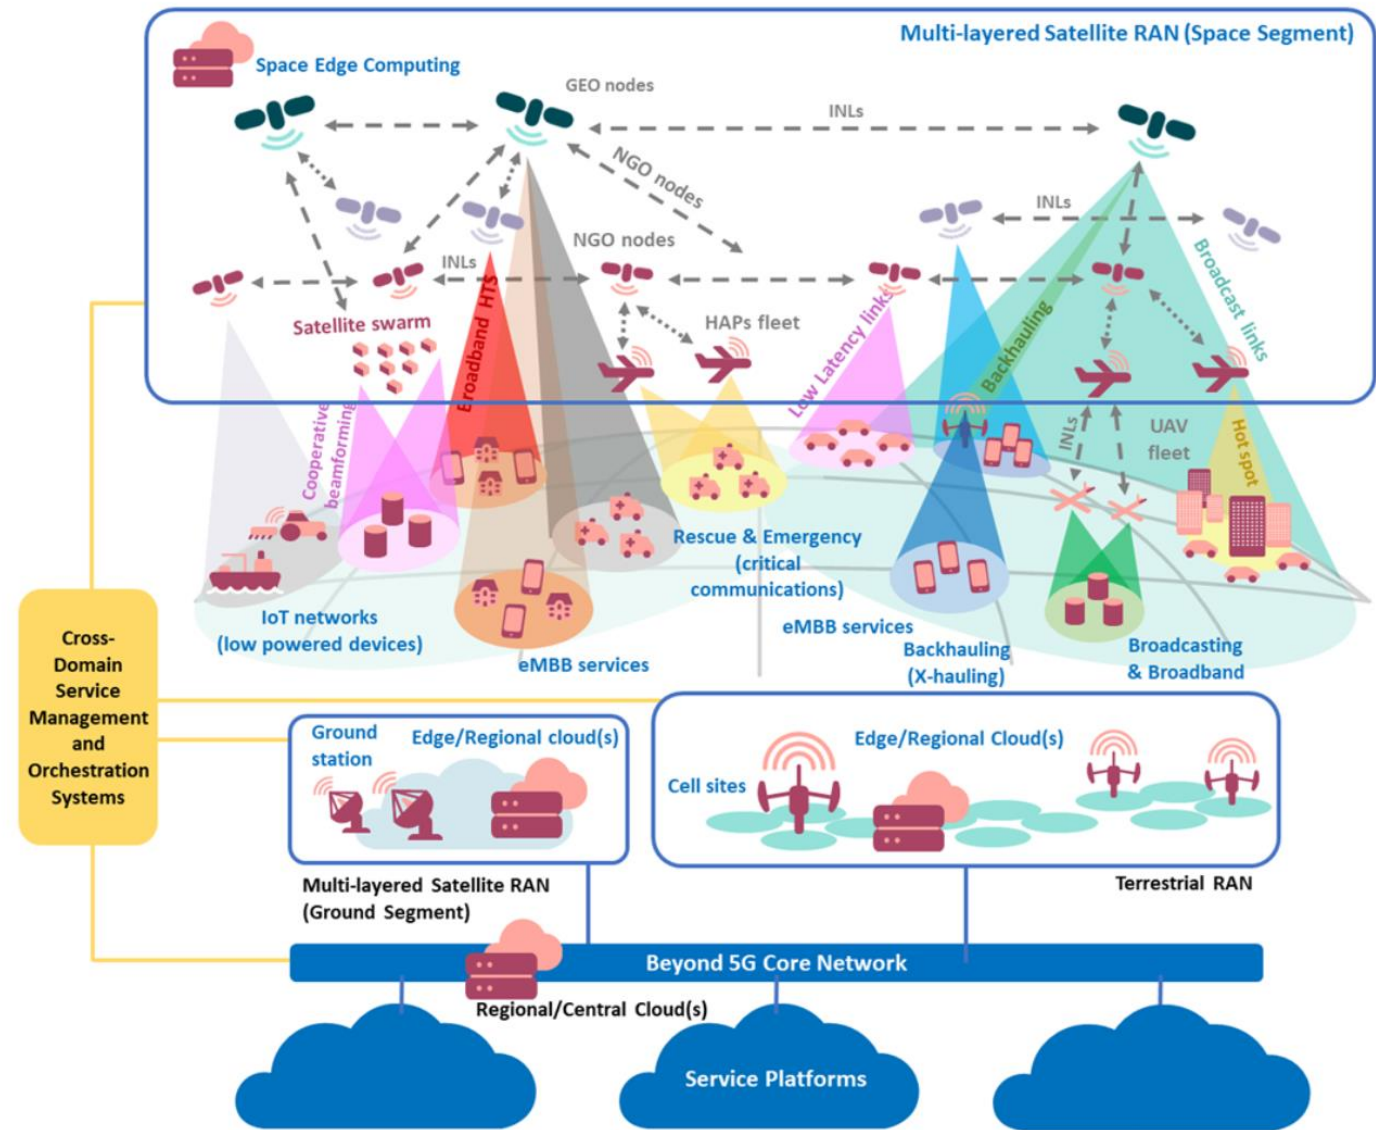 Multi-layered Satellite RAN (Space Segment)
Space Edge Computing
GEO nodes
INLs
NGO nodes
INLs
NGO nodes
INLs
Broadband HTS
Satellite swarm
HAPs fleet
Low Latency links
Backhauling
Broadcast links
Cooperative
beamforming
INLs
UAV
fleet
Hot spot
Rescue & Emergency
(critical
communications)
IoT networks
(low powered devices)
eMBB services
eMBB services
Backhauling
(X-hauling)
Broadcasting
& Broadband
Cross-
Domain
Service
Management
and
Orchestration
Systems
Ground
station
Edge/Regional cloud(s)
Edge/Regional Cloud(s)
Cell sites
Multi-layered Satellite RAN
(Ground Segment)
Terrestrial RAN
Beyond 5G Core Network
Regional/Central Cloud(s)
Service Platforms